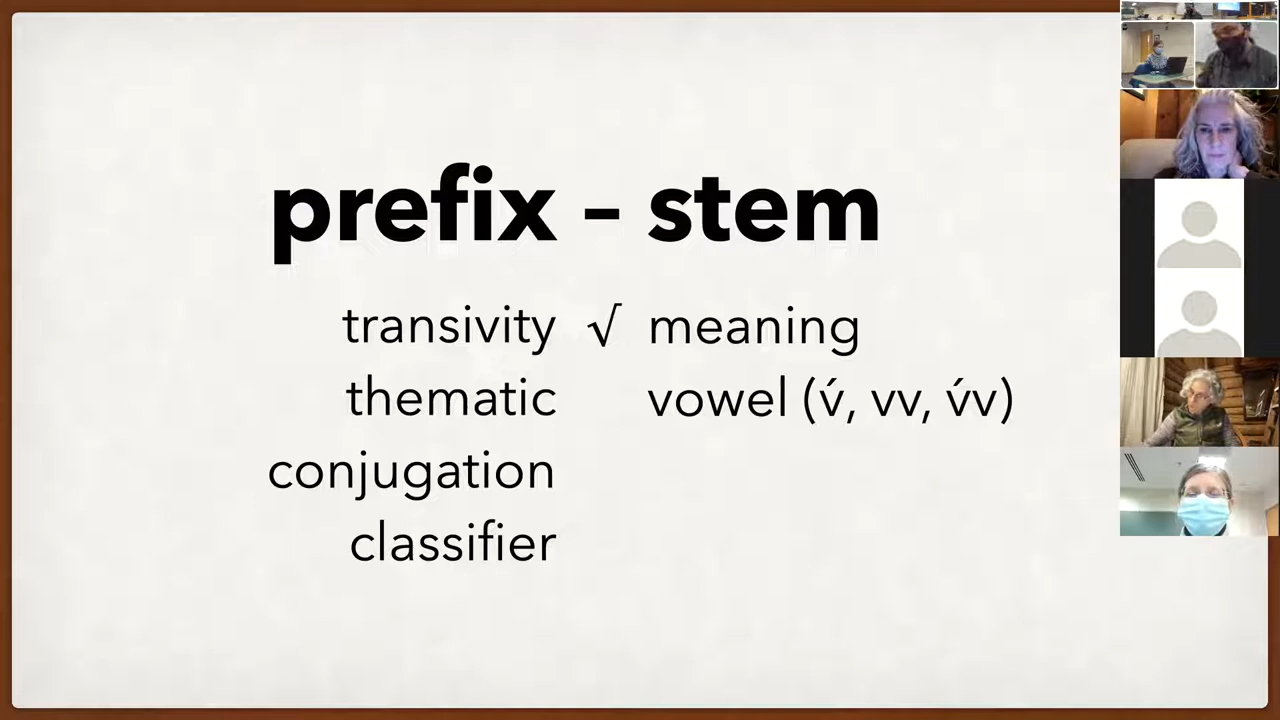 prefix – stem
transivity √ meaning
thematic vowel (v́, vv, v́v)
conjugation
classifier